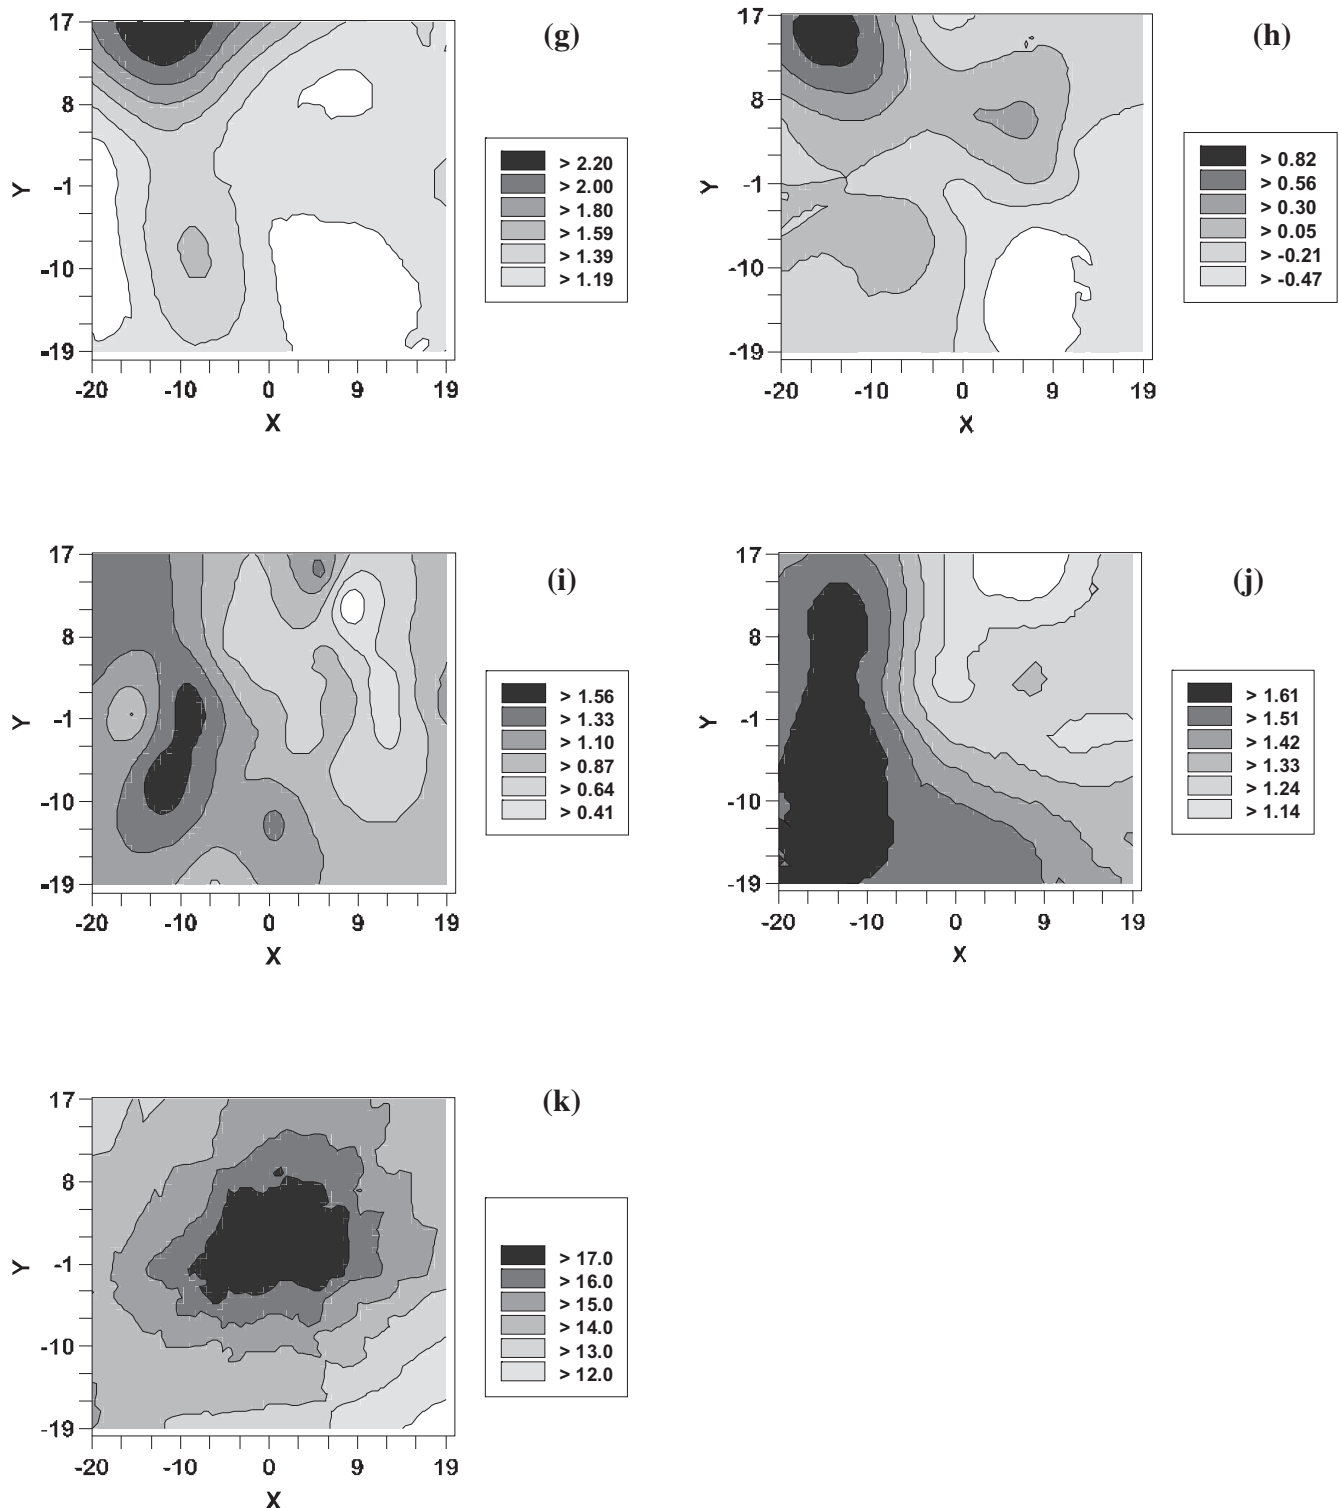 (g)
17
8
-1
-10
-19
Y
-20 -10 0 9 19
X
> 2.20
> 2.00
> 1.80
> 1.59
> 1.39
> 1.19
(h)
17
8
-1
-10
-19
Y
-20 -10 0 9 19
X
> 0.82
> 0.56
> 0.30
> 0.05
> -0.21
> -0.47
(i)
17
8
-1
-10
-19
Y
-20 -10 0 9 19
X
> 1.56
> 1.33
> 1.10
> 0.87
> 0.64
> 0.41
(j)
17
8
-1
-10
-19
Y
-20 -10 0 9 19
X
> 1.61
> 1.51
> 1.42
> 1.33
> 1.24
> 1.14
(k)
17
8
-1
-10
-19
Y
-20 -10 0 9 19
X
> 17.0
> 16.0
> 15.0
> 14.0
> 13.0
> 12.0